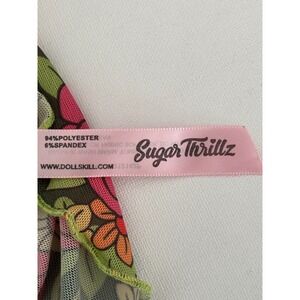 94%POLYESTER
6%SPANDEX
Sugar Thrillz
WWW.DOLLSKILL.COM